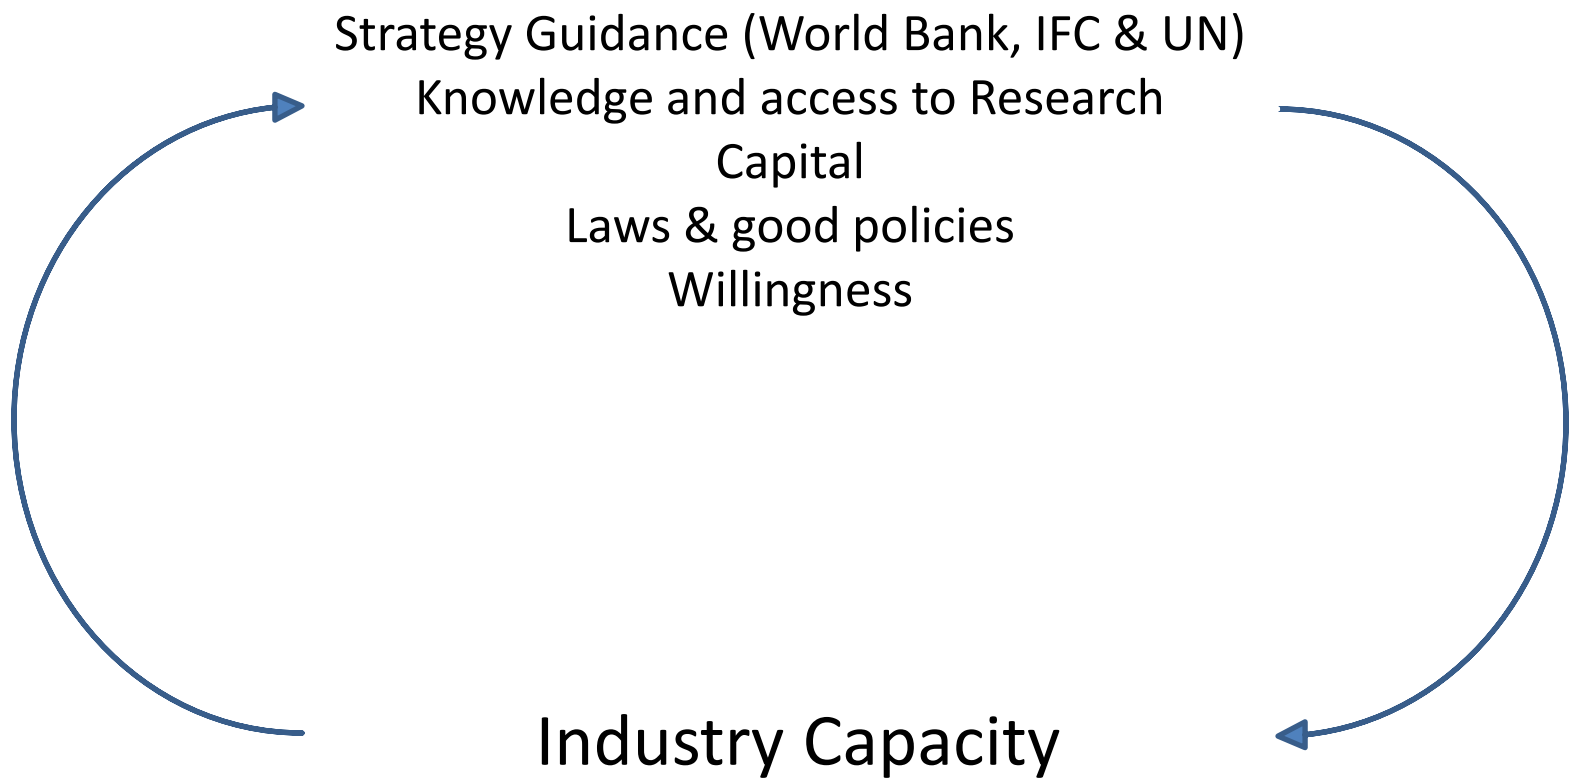 Strategy Guidance (World Bank, IFC & UN)
Knowledge and access to Research
Capital
Laws & good policies
Willingness
Industry Capacity